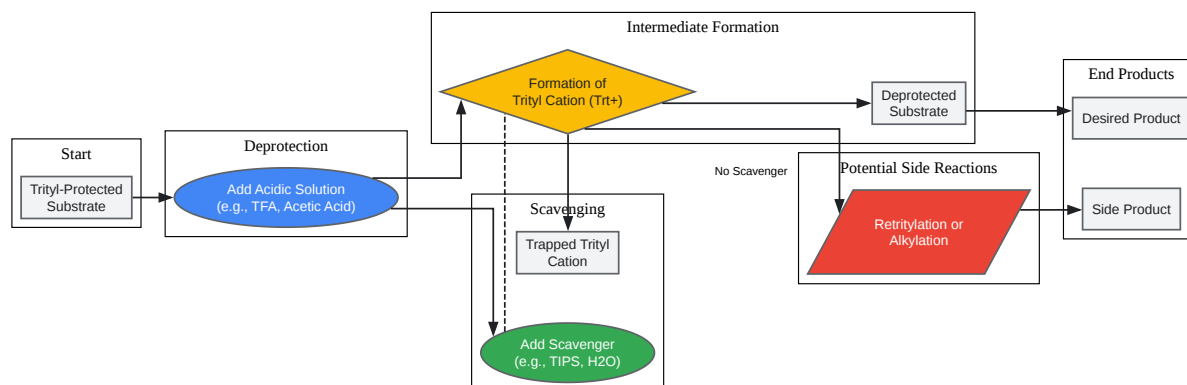 Start
Trityl-Protected
Substrate
Deprotection
Add Acidic Solution
(e.g., TFA, Acetic Acid)
Intermediate Formation
Formation of
Trityl Cation (Trt+)
Deprotected
Substrate
Scavenging
Trapped Trityl
Cation
Add Scavenger
(e.g., TIPS, H2O)
No Scavenger
Potential Side Reactions
Retritylation or
Alkylation
End Products
Desired Product
Side Product